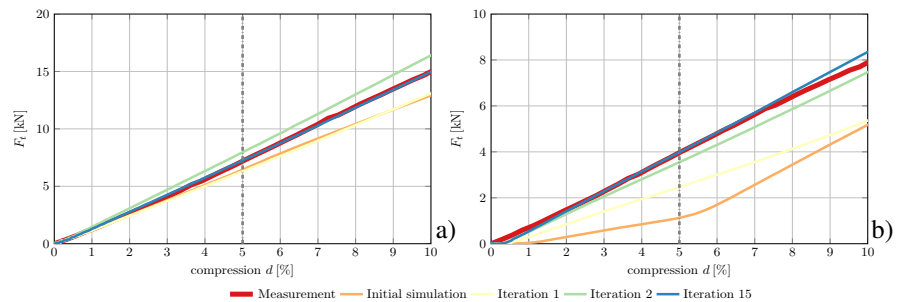 20
15
10
5
0
0 1 2 3 4 5 6 7 8 9 10
F_t [kN]
compression d [%]
a)
8
6
4
2
0
0 1 2 3 4 5 6 7 8 9 10
F_t [kN]
compression d [%]
b)
Measurement Initial simulation Iteration 1 Iteration 2 Iteration 15